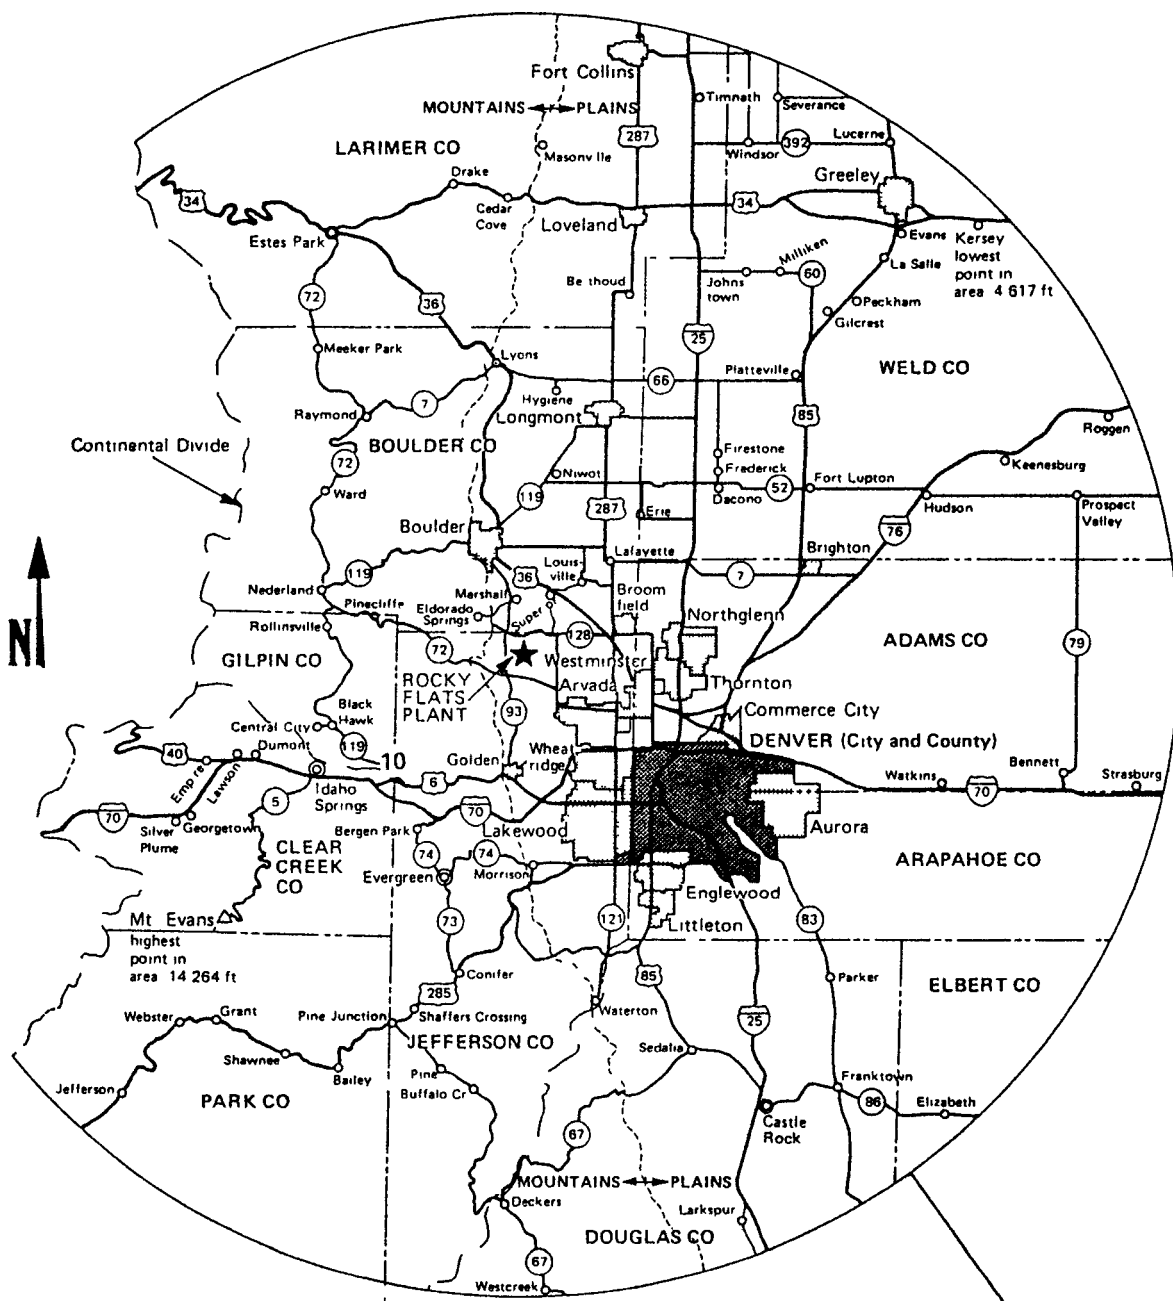 Fort Collins
Timnath
Severance
MOUNTAINS PLAINS
287
392
Lucerne
Windsor
LARIMER CO
Masonville
Drake
Greeley
34
Cedar
Cove
34
Loveland
Estes Park
Evans
Kersey
lowest
point in
area 4 617 ft
La Salle
Milliken
Johns
town
60
Be thoud
72
36
Peckham
Gilcrest
25
Meeker Park
Lyons
WELD CO
66
Platteville
7
Hygiene
Longmont
85
Raymond
Roggen
BOULDER CO
Continental Divide
Firestone
Keenesburg
72
Niwot
Frederick
Ward
119
52
Fort Lupton
Dacono
Hudson
Prospect
Valley
287
Erie
Boulder
76
Lafayette
Brighton
119
Louis-
ville
36
7
Nederland
Marshall
Broom
field
Pinecliffe
Eldorado
Springs
Super
Northglenn
N
Rollinsville
128
ADAMS CO
79
GILPIN CO
72
Westminster
ROCKY
FLATS
PLANT
Arvada
Thornton
93
Commerce City
Black
Hawk
Central City
DENVER (City and County)
119
Dumont
40
10
Golden
Wheat
ridge
Empire
Lawson
6
Watkins
Bennett
Strasburg
Idaho
Springs
70
5
70
70
Silver
Plume
Georgetown
Bergen Park
Lakewood
Aurora
CLEAR
CREEK
CO
74
74
Morrison
ARAPAHOE CO
Evergreen
Englewood
Mt Evans
highest
point in
area 14 264 ft
73
121
Littleton
83
Conifer
85
Parker
ELBERT CO
285
Webster
Grant
Pine Junction
Shaffers Crossing
Waterton
25
JEFFERSON CO
Shawnee
Sedalia
Bailey
Jefferson
Pine
Franktown
PARK CO
Buffalo Cr
86
Elizabeth
Castle
Rock
67
MOUNTAINS PLAINS
Deckers
Larkspur
DOUGLAS CO
67
Westcreek